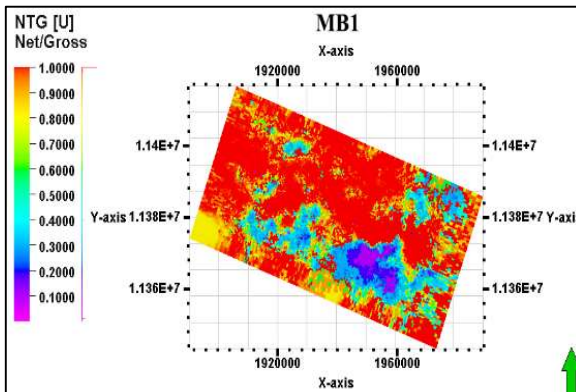 NTG [U]
Net/Gross
1.0000
0.9000
0.8000
0.7000
0.6000
0.5000
0.4000
0.3000
0.2000
0.1000
MB1
X-axis
1920000 1960000
1.14E+7 1.14E+7
1.138E+7 1.138E+7
Y-axis Y-axis
1.136E+7 1.136E+7
1920000 1960000
X-axis